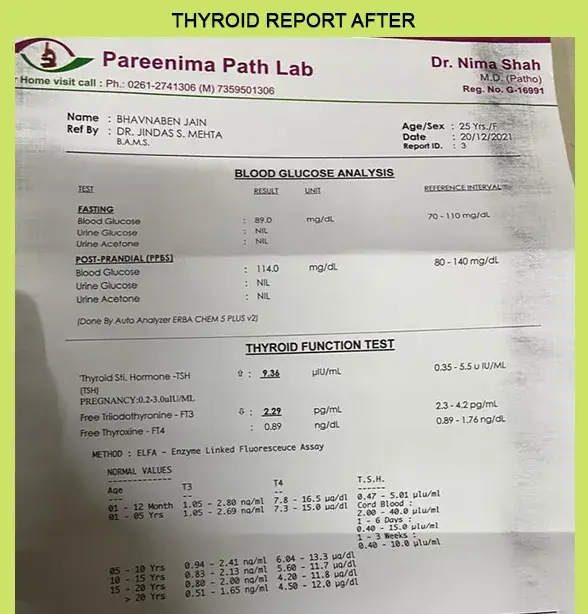 THYROID REPORT AFTER
Pareenima Path Lab
Home visit call : Ph.: 0261-2741306 (M) 7359501306
Dr. Nima Shah
M.D. (Patho)
Reg. No. G-16991
Name : BHAVNABEN JAIN
Ref By : DR. JINDAS S. MEHTA
B.A.M.S.
Age/Sex : 25 Yrs./F
Date : 20/12/2021
Report ID. : 3
BLOOD GLUCOSE ANALYSIS
TEST RESULT UNIT REFERENCE INTERVAL
FASTING
Blood Glucose : 89.0 mg/dL 70 - 110 mg/dL
Urine Glucose : NIL
Urine Acetone : NIL
POST-PRANDIAL (PPBS)
Blood Glucose : 114.0 mg/dL 80 - 140 mg/dL
Urine Glucose : NIL
Urine Acetone : NIL
(Done By Auto Analyzer ERBA CHEM 5 PLUS v2)
THYROID FUNCTION TEST
Thyroid Sti. Hormone -TSH ⇧ : 9.36 µIU/mL 0.35 - 5.5 u IU/ML
(TSH)
PREGNANCY:0.2-3.0uIU/ML
Free Triiodothyronine - FT3 ⇩ : 2.29 pg/mL 2.3 - 4.2 pg/mL
Free Thyroxine - FT4 : 0.89 ng/dL 0.89 - 1.76 ng/dL
METHOD : ELFA - Enzyme Linked Fluoresceuce Assay
NORMAL VALUES
Age T3 T4 T.S.H.
01 - 12 Month 1.05 - 2.80 ng/ml 7.8 - 16.5 ug/dl 0.47 - 5.01 ulu/ml
01 - 05 Yrs 1.05 - 2.69 ng/ml 7.3 - 15.0 ug/dl Cord Blood :
2.00 - 40.0 ulu/ml
1 - 6 Days :
0.40 - 15.0 ulu/ml
1 - 3 Weeks :
0.40 - 10.0 ulu/ml
05 - 10 Yrs 0.94 - 2.41 ng/ml 6.04 - 13.3 ug/dl
10 - 15 Yrs 0.83 - 2.13 ng/ml 5.60 - 11.7 ug/dl
15 - 20 Yrs 0.80 - 2.00 ng/ml 4.20 - 11.8 ug/dl
> 20 Yrs 0.51 - 1.65 ng/ml 4.50 - 12.0 ug/dl